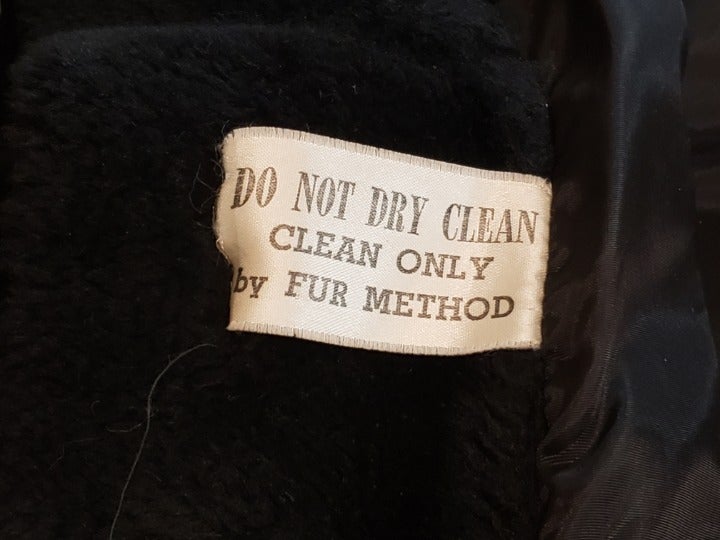 DO NOT DRY CLEAN
CLEAN ONLY
by FUR METHOD